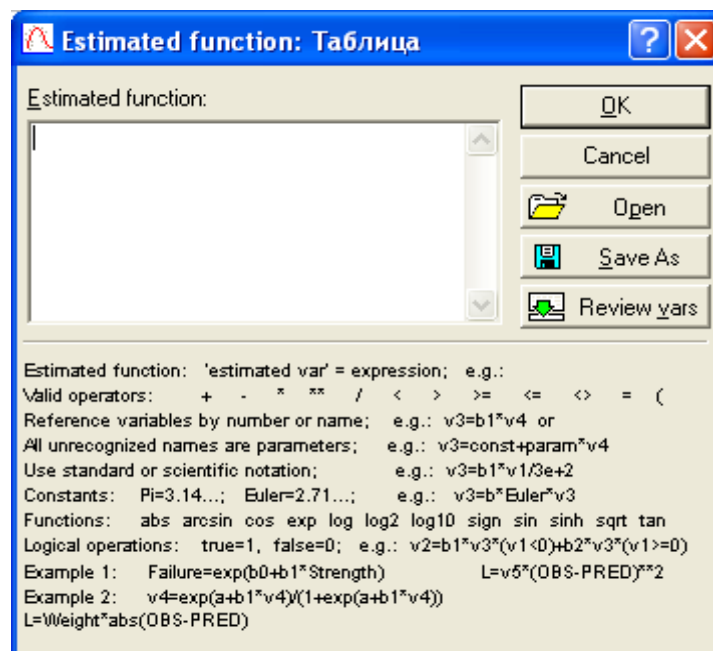 Estimated function: Таблица
Estimated function:
OK
Cancel
Open
Save As
Review vars
Estimated function: 'estimated var' = expression; e.g.:
Valid operators: + - * ** / < > >= <= <> = (
Reference variables by number or name; e.g.: v3=b1*v4 or
All unrecognized names are parameters; e.g.: v3=const+param*v4
Use standard or scientific notation; e.g.: v3=b1*v1/3e+2
Constants: Pi=3.14...; Euler=2.71...; e.g.: v3=b*Euler*v3
Functions: abs arcsin cos exp log log2 log10 sign sin sinh sqrt tan
Logical operations: true=1, false=0; e.g.: v2=b1*v3*(v1<0)+b2*v3*(v1>=0)
Example 1: Failure=exp(b0+b1*Strength) L=v5*(OBS-PRED)**2
Example 2: v4=exp(a+b1*v4)/(1+exp(a+b1*v4))
L=Weight*abs(OBS-PRED)